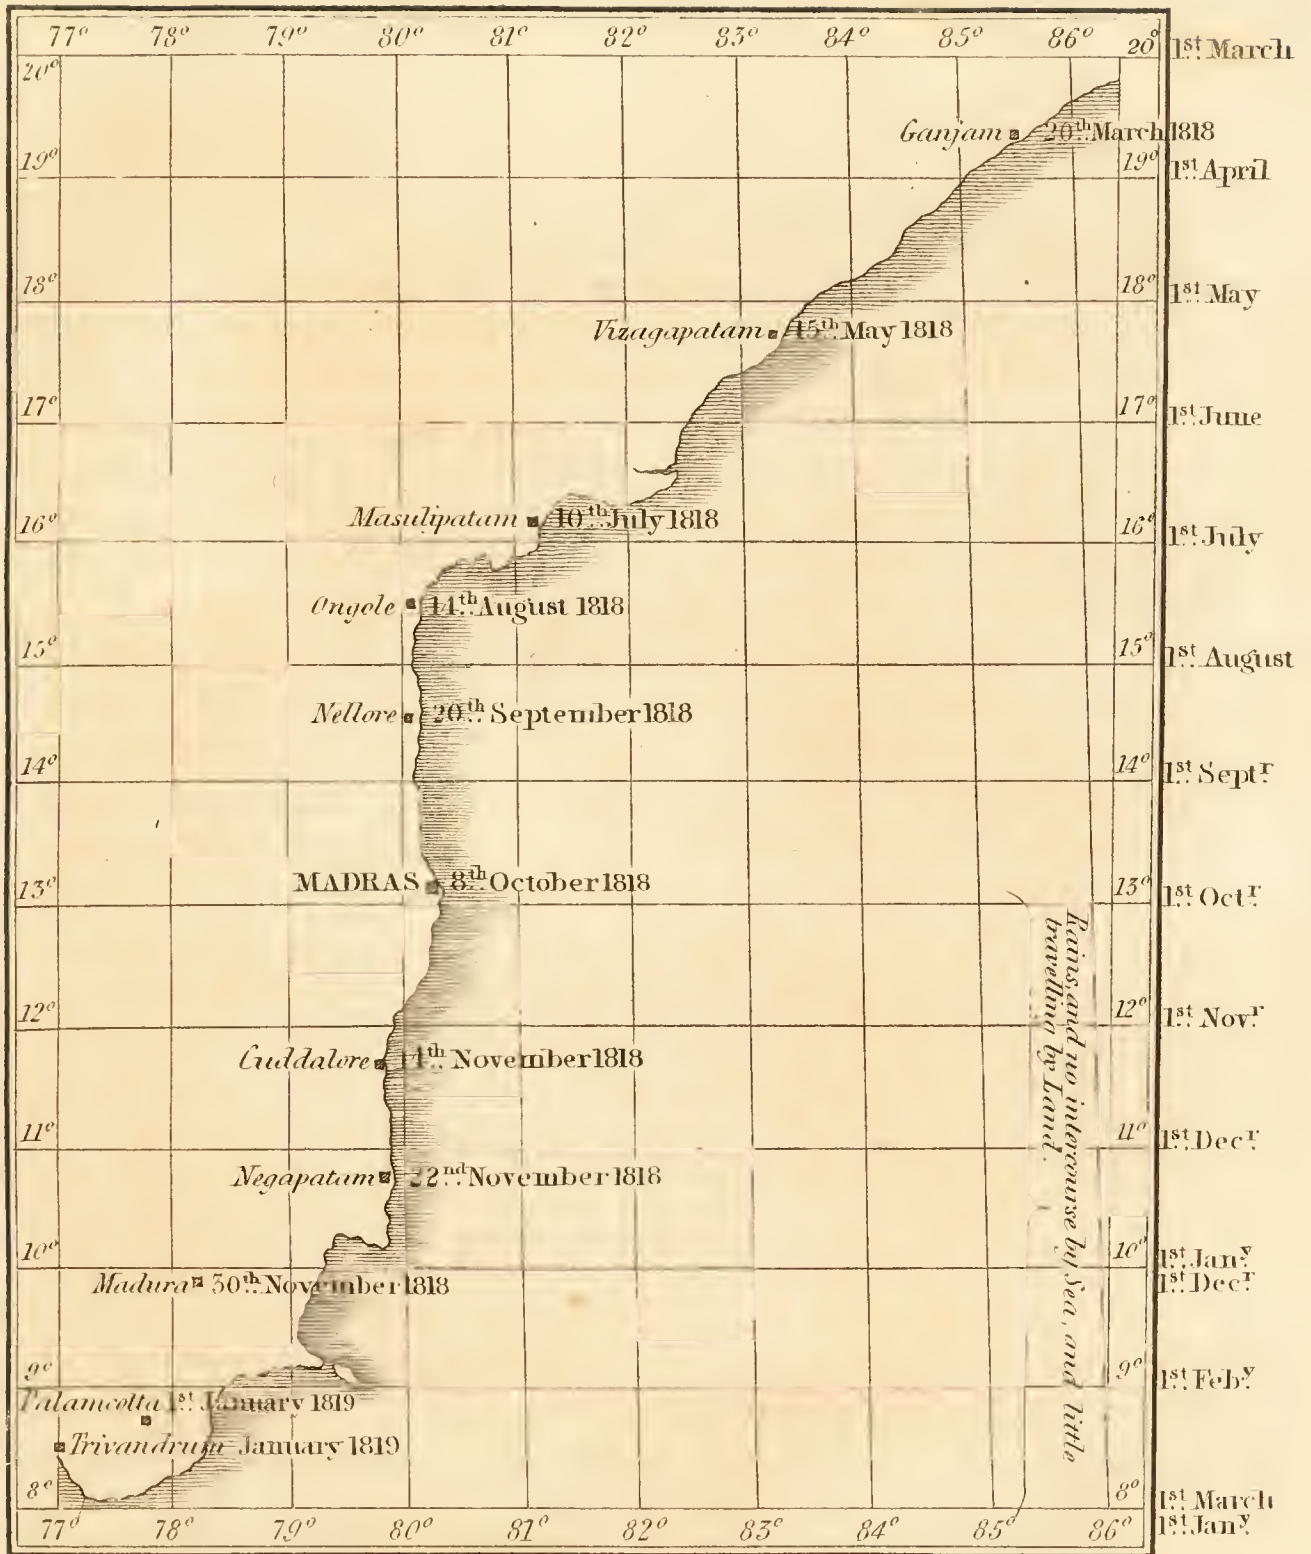 77° 78° 79° 80° 81° 82° 83° 84° 85° 86°
20° 20° 1st March
Ganjam 20th March 1818
19° 19° 1st April
18° 18° 1st May
Vizagapatam 15th May 1818
17° 17° 1st June
Masulipatam 10th July 1818
16° 16° 1st July
Ongole 14th August 1818
15° 15° 1st August
Nellore 20th September 1818
14° 14° 1st Septr
MADRAS 8th October 1818
13° 13° 1st Octr
Rains, and no intercourse by Sea, and little
travelling by Land.
12° 12° 1st Novr
Cuddalore 14th November 1818
11° 11° 1st Decr
Negapatum 22nd November 1818
10° 10° 1st Jany
Madura 30th November 1818 1st Decr
9° 9° 1st Feby
Palamcotta 1st January 1819
Trivandrum January 1819
8° 8° 1st March
77° 78° 79° 80° 81° 82° 83° 84° 85° 86° 1st Jany